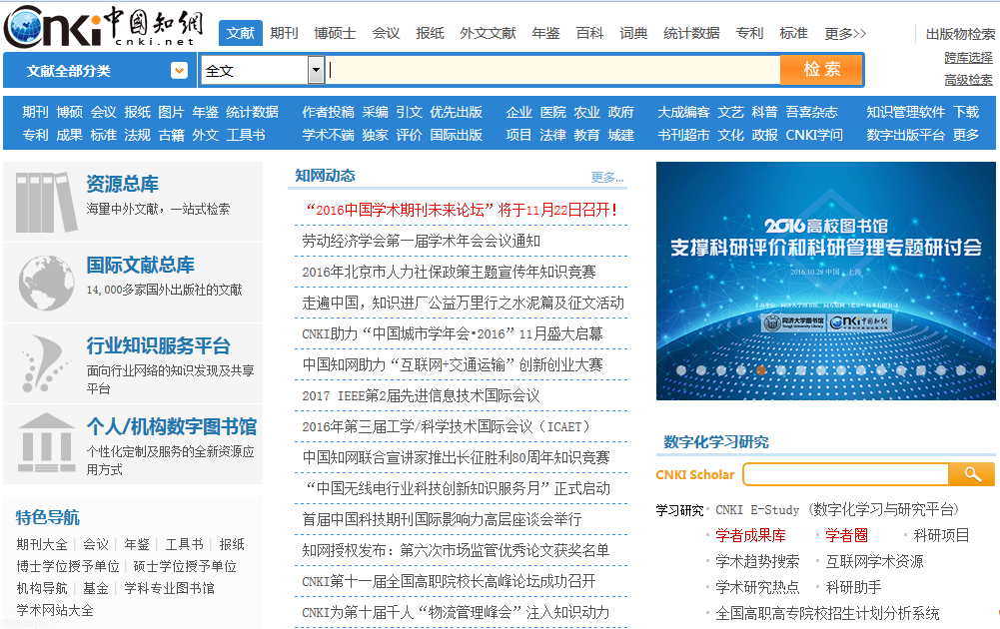 Cnki中國知網
cnki.net
文献 期刊 博硕士 会议 报纸 外文文献 年鉴 百科 词典 统计数据 专利 标准 更多>>
出版物检索
跨库选择
高级检索
文献全部分类 全文 检索
期刊 博硕 会议 报纸 图片 年鉴 统计数据 作者投稿 采编 引文 优先出版 企业 医院 农业 政府 大成编客 文艺 科普 吾喜杂志 知识管理软件 下载
专利 成果 标准 法规 古籍 外文 工具书 学术不端 独家 评价 国际出版 项目 法律 教育 城建 书刊超市 文化 政报 CNKI学问 数字出版平台 更多
资源总库
海量中外文献，一站式检索
国际文献总库
14,000多家国外出版社的文献
行业知识服务平台
面向行业网络的知识发现及共享
平台
个人/机构数字图书馆
个性化定制及服务的全新资源应
用方式
特色导航
期刊大全 | 会议 | 年鉴 | 工具书 | 报纸
博士学位授予单位 | 硕士学位授予单位
机构导航 | 基金 | 学科专业图书馆
学术网站大全
知网动态 更多...
“2016中国学术期刊未来论坛”将于11月22日召开！
劳动经济学会第一届学术年会会议通知
2016年北京市人力社保政策主题宣传年知识竞赛
走遍中国，知识进厂公益万里行之水泥篇及征文活动
CNKI助力“中国城市学年会•2016”11月盛大启幕
中国知网助力“互联网+交通运输”创新创业大赛
2017 IEEE第2届先进信息技术国际会议
2016年第三届工学/科学技术国际会议（ICAET）
中国知网联合宣讲家推出长征胜利80周年知识竞赛
“中国无线电行业科技创新知识服务月”正式启动
首届中国科技期刊国际影响力高层座谈会举行
知网授权发布：第六次市场监管优秀论文获奖名单
CNKI第十一届全国高职院校长高峰论坛成功召开
CNKI为第十届千人“物流管理峰会”注入知识动力
2016高校图书馆
支撑科研评价和科研管理专题研讨会
2016.10.28 中国 上海
同济大学图书馆
Tongji University Library
Cnki中国知网
数字化学习研究
CNKI Scholar
学习研究 CNKI E-Study (数字化学习与研究平台)
学者成果库 学者圈 科研项目
学术趋势搜索 互联网学术资源
学术研究热点 科研助手
全国高职高专院校招生计划分析系统